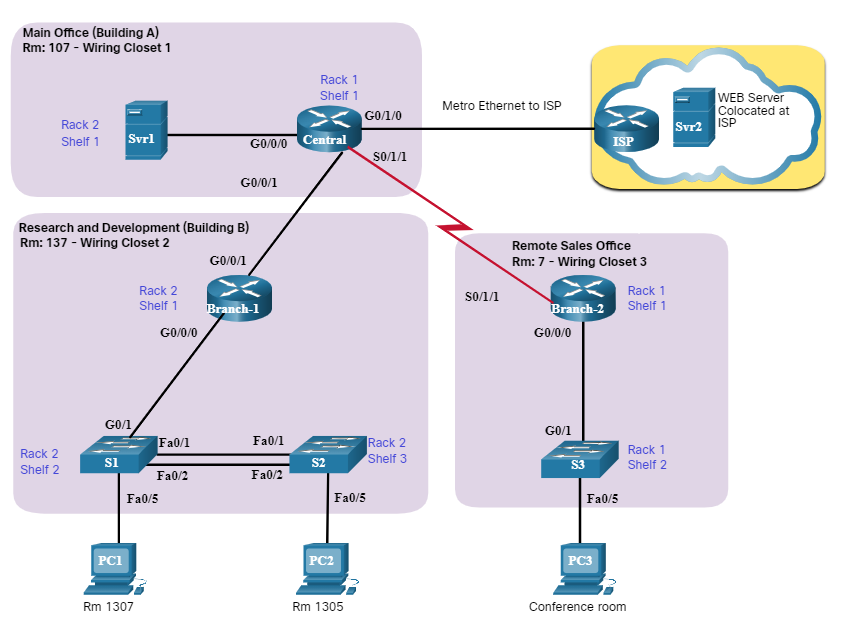 Main Office (Building A)
Rm: 107 - Wiring Closet 1
Rack 1
Shelf 1
Rack 2
Shelf 1
Svr1
G0/0/0
Central
G0/1/0
S0/1/1
G0/0/1
Metro Ethernet to ISP
ISP
Svr2
WEB Server
Colocated at
ISP
Research and Development (Building B)
Rm: 137 - Wiring Closet 2
G0/0/1
Rack 2
Shelf 1
Branch-1
G0/0/0
G0/1
Rack 2
Shelf 2
S1
Fa0/1
Fa0/1
Fa0/2
Fa0/2
S2
Rack 2
Shelf 3
Fa0/5
Fa0/5
PC1
Rm 1307
PC2
Rm 1305
Remote Sales Office
Rm: 7 - Wiring Closet 3
S0/1/1
Branch-2
Rack 1
Shelf 1
G0/0/0
G0/1
S3
Rack 1
Shelf 2
Fa0/5
PC3
Conference room